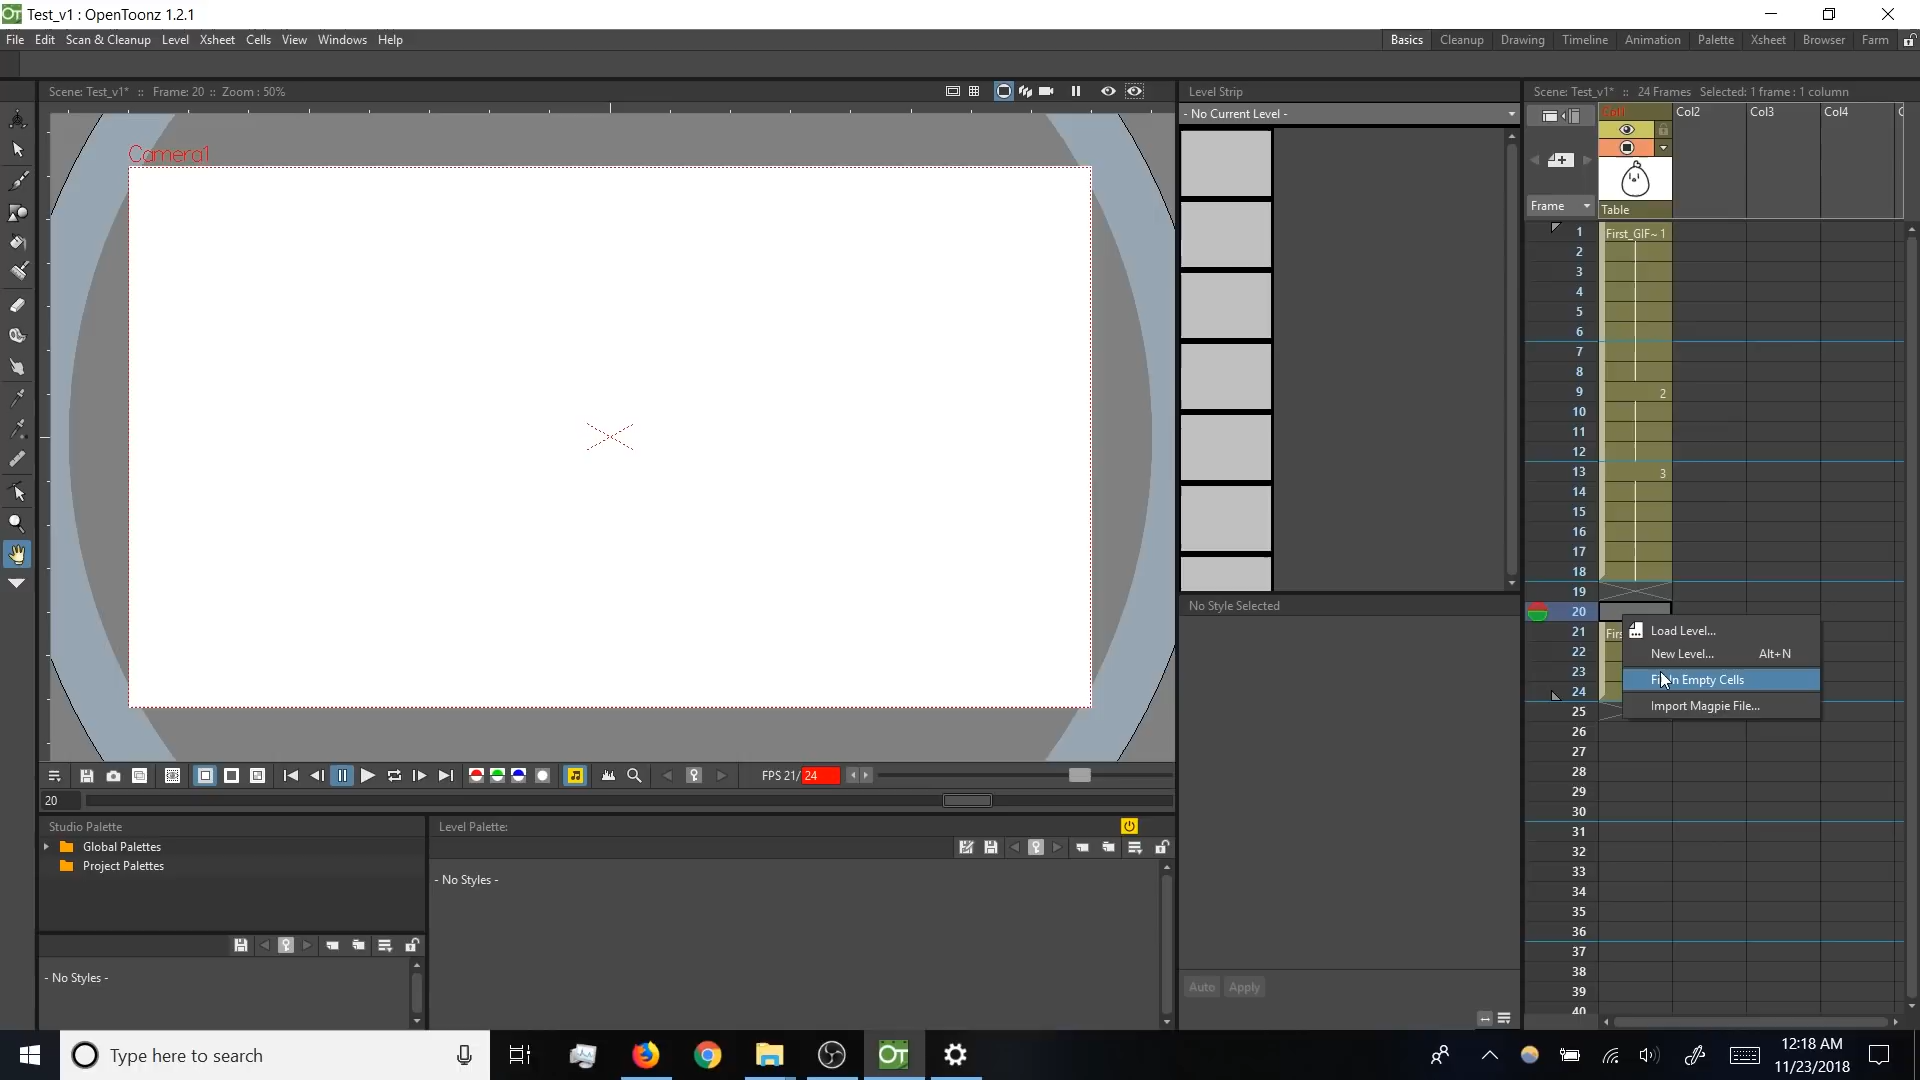 Test_v1 : OpenToonz 1.2.1
File Edit Scan & Cleanup Level Xsheet Cells View Windows Help
Basics Cleanup Drawing Timeline Animation Palette Xsheet Browser Farm
Scene: Test_v1* :: Frame: 20 :: Zoom : 50%
Camera1
Level Strip
- No Current Level -
No Style Selected
Auto Apply
Scene: Test_v1* :: 24 Frames Selected: 1 frame : 1 column
Col1 Col2 Col3 Col4
Frame
Table
1 First_GIF~ 1
2
3
4
5
6
7
8
9 2
10
11
12
13 3
14
15
16
17
18
19
20
21
22
23
24
25
26
27
28
29
30
31
32
33
34
35
36
37
38
39
40
Load Level...
New Level... Alt+N
Empty Cells
Import Magpie File...
FPS 21/24
20
Studio Palette
Global Palettes
Project Palettes
- No Styles -
Level Palette:
- No Styles -
Type here to search
OT
12:18 AM
11/23/2018